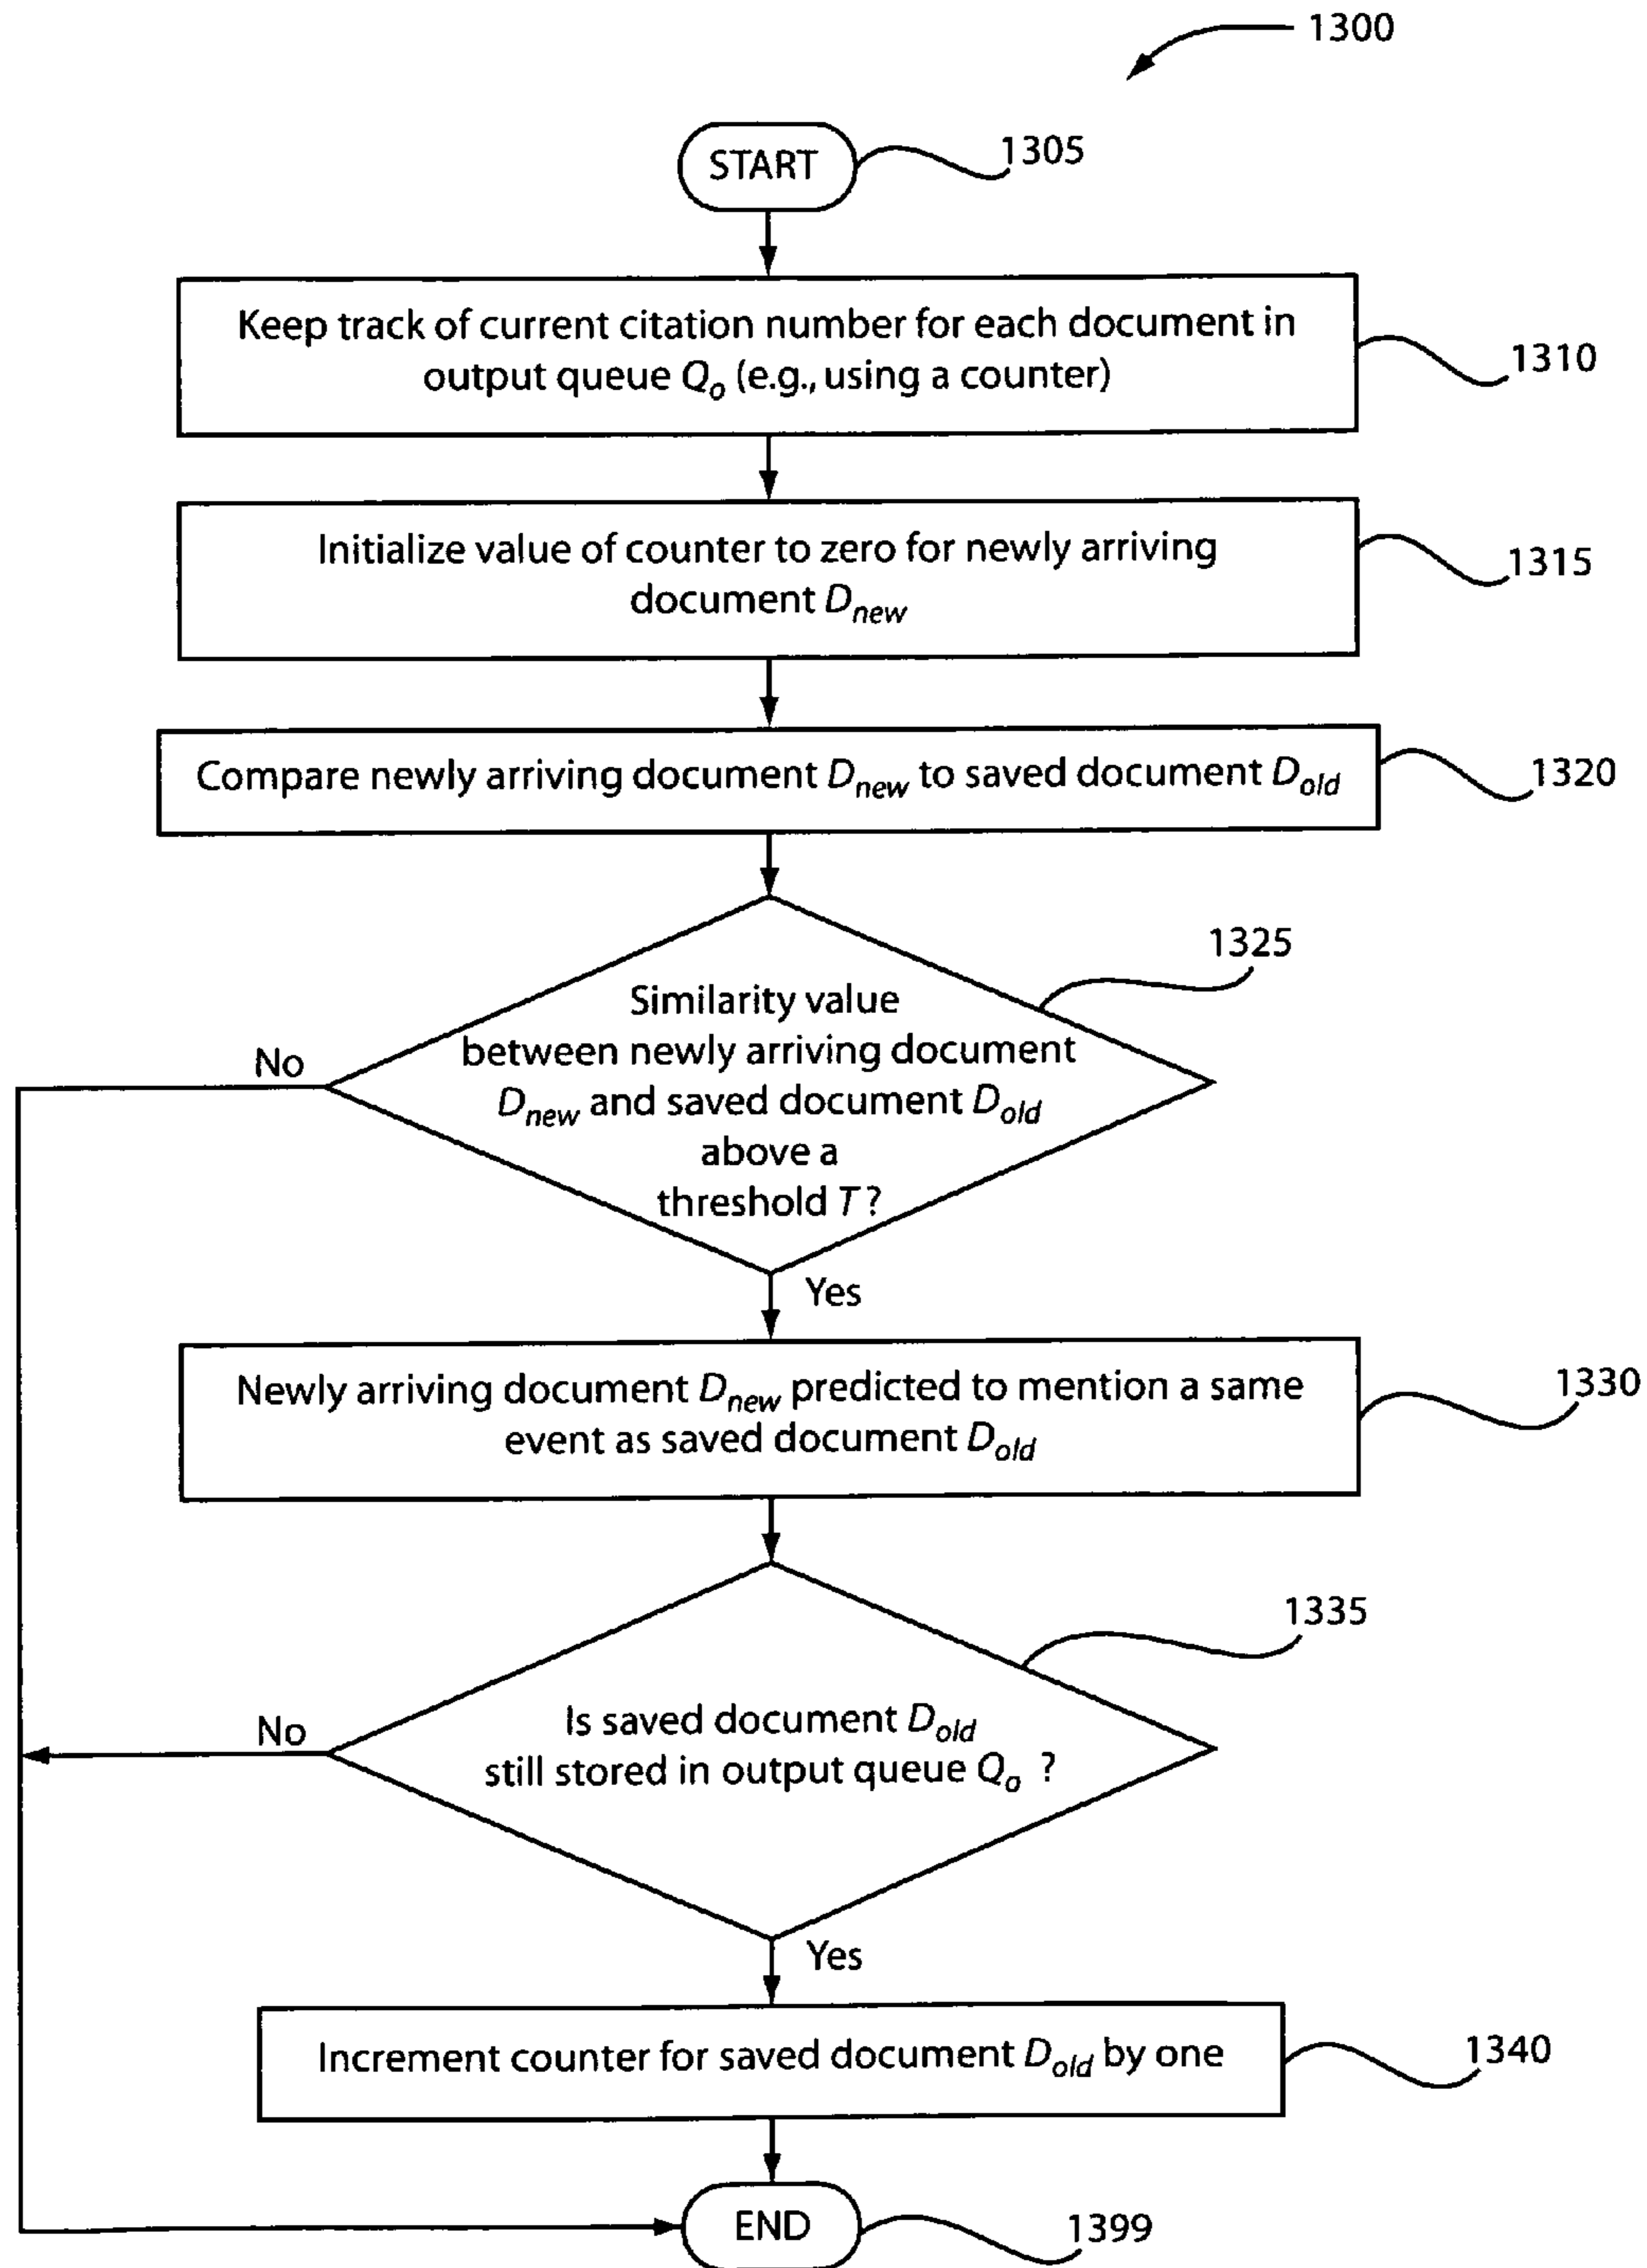 1300
START
1305
Keep track of current citation number for each document in
output queue Qo (e.g., using a counter)
1310
Initialize value of counter to zero for newly arriving
document Dnew
1315
Compare newly arriving document Dnew to saved document Dold
1320
1325
Similarity value
between newly arriving document
Dnew and saved document Dold
above a
threshold T?
No
Yes
Newly arriving document Dnew predicted to mention a same
event as saved document Dold
1330
1335
Is saved document Dold
still stored in output queue Qo ?
No
Yes
Increment counter for saved document Dold by one
1340
END
1399